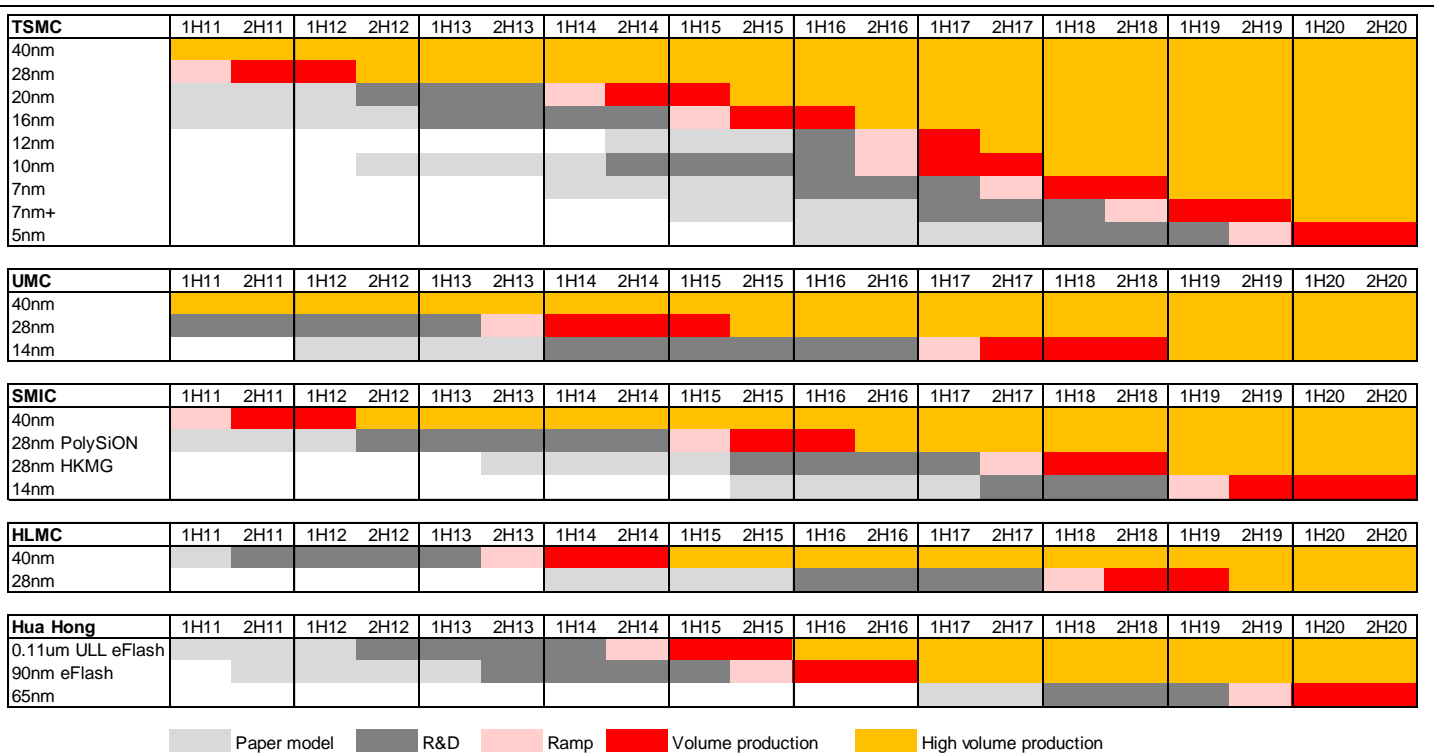 TSMC 1H11 2H11 1H12 2H12 1H13 2H13 1H14 2H14 1H15 2H15 1H16 2H16 1H17 2H17 1H18 2H18 1H19 2H19 1H20 2H20
40nm
28nm
20nm
16nm
12nm
10nm
7nm
7nm+
5nm
UMC 1H11 2H11 1H12 2H12 1H13 2H13 1H14 2H14 1H15 2H15 1H16 2H16 1H17 2H17 1H18 2H18 1H19 2H19 1H20 2H20
40nm
28nm
14nm
SMIC 1H11 2H11 1H12 2H12 1H13 2H13 1H14 2H14 1H15 2H15 1H16 2H16 1H17 2H17 1H18 2H18 1H19 2H19 1H20 2H20
40nm
28nm PolySiON
28nm HKMG
14nm
HLMC 1H11 2H11 1H12 2H12 1H13 2H13 1H14 2H14 1H15 2H15 1H16 2H16 1H17 2H17 1H18 2H18 1H19 2H19 1H20 2H20
40nm
28nm
Hua Hong 1H11 2H11 1H12 2H12 1H13 2H13 1H14 2H14 1H15 2H15 1H16 2H16 1H17 2H17 1H18 2H18 1H19 2H19 1H20 2H20
0.11um ULL eFlash
90nm eFlash
65nm
Paper model R&D Ramp Volume production High volume production